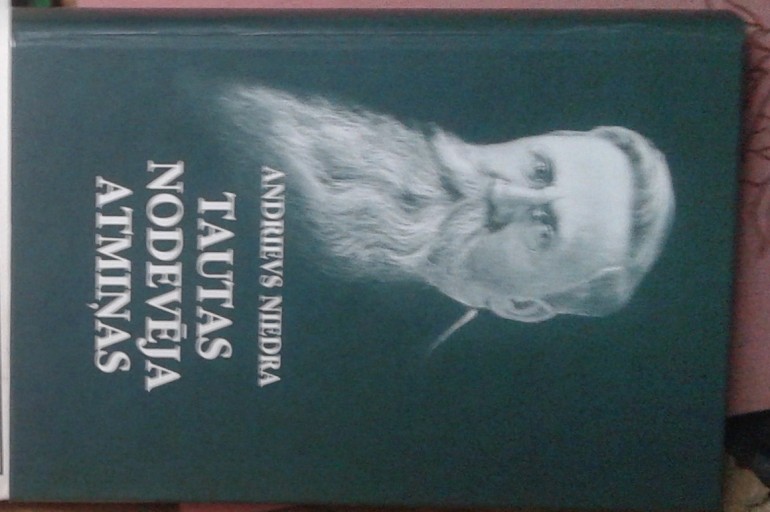 ANDRIEVS NIEDRA
TAUTAS
NODEVĒJA
ATMIŅAS